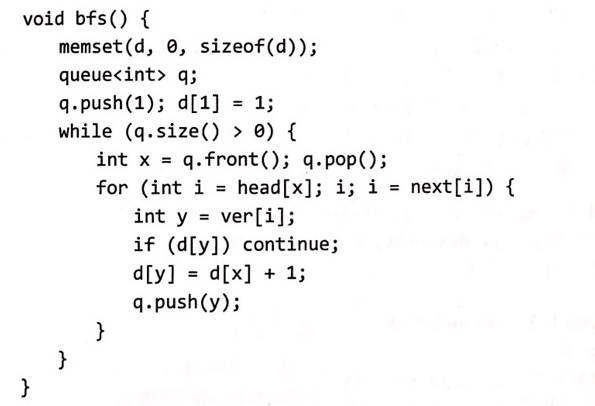 void bfs() {
    memset(d, 0, sizeof(d));
    queue<int> q;
    q.push(1); d[1] = 1;
    while (q.size() > 0) {
        int x = q.front(); q.pop();
        for (int i = head[x]; i; i = next[i]) {
            int y = ver[i];
            if (d[y]) continue;
            d[y] = d[x] + 1;
            q.push(y);
        }
    }
}